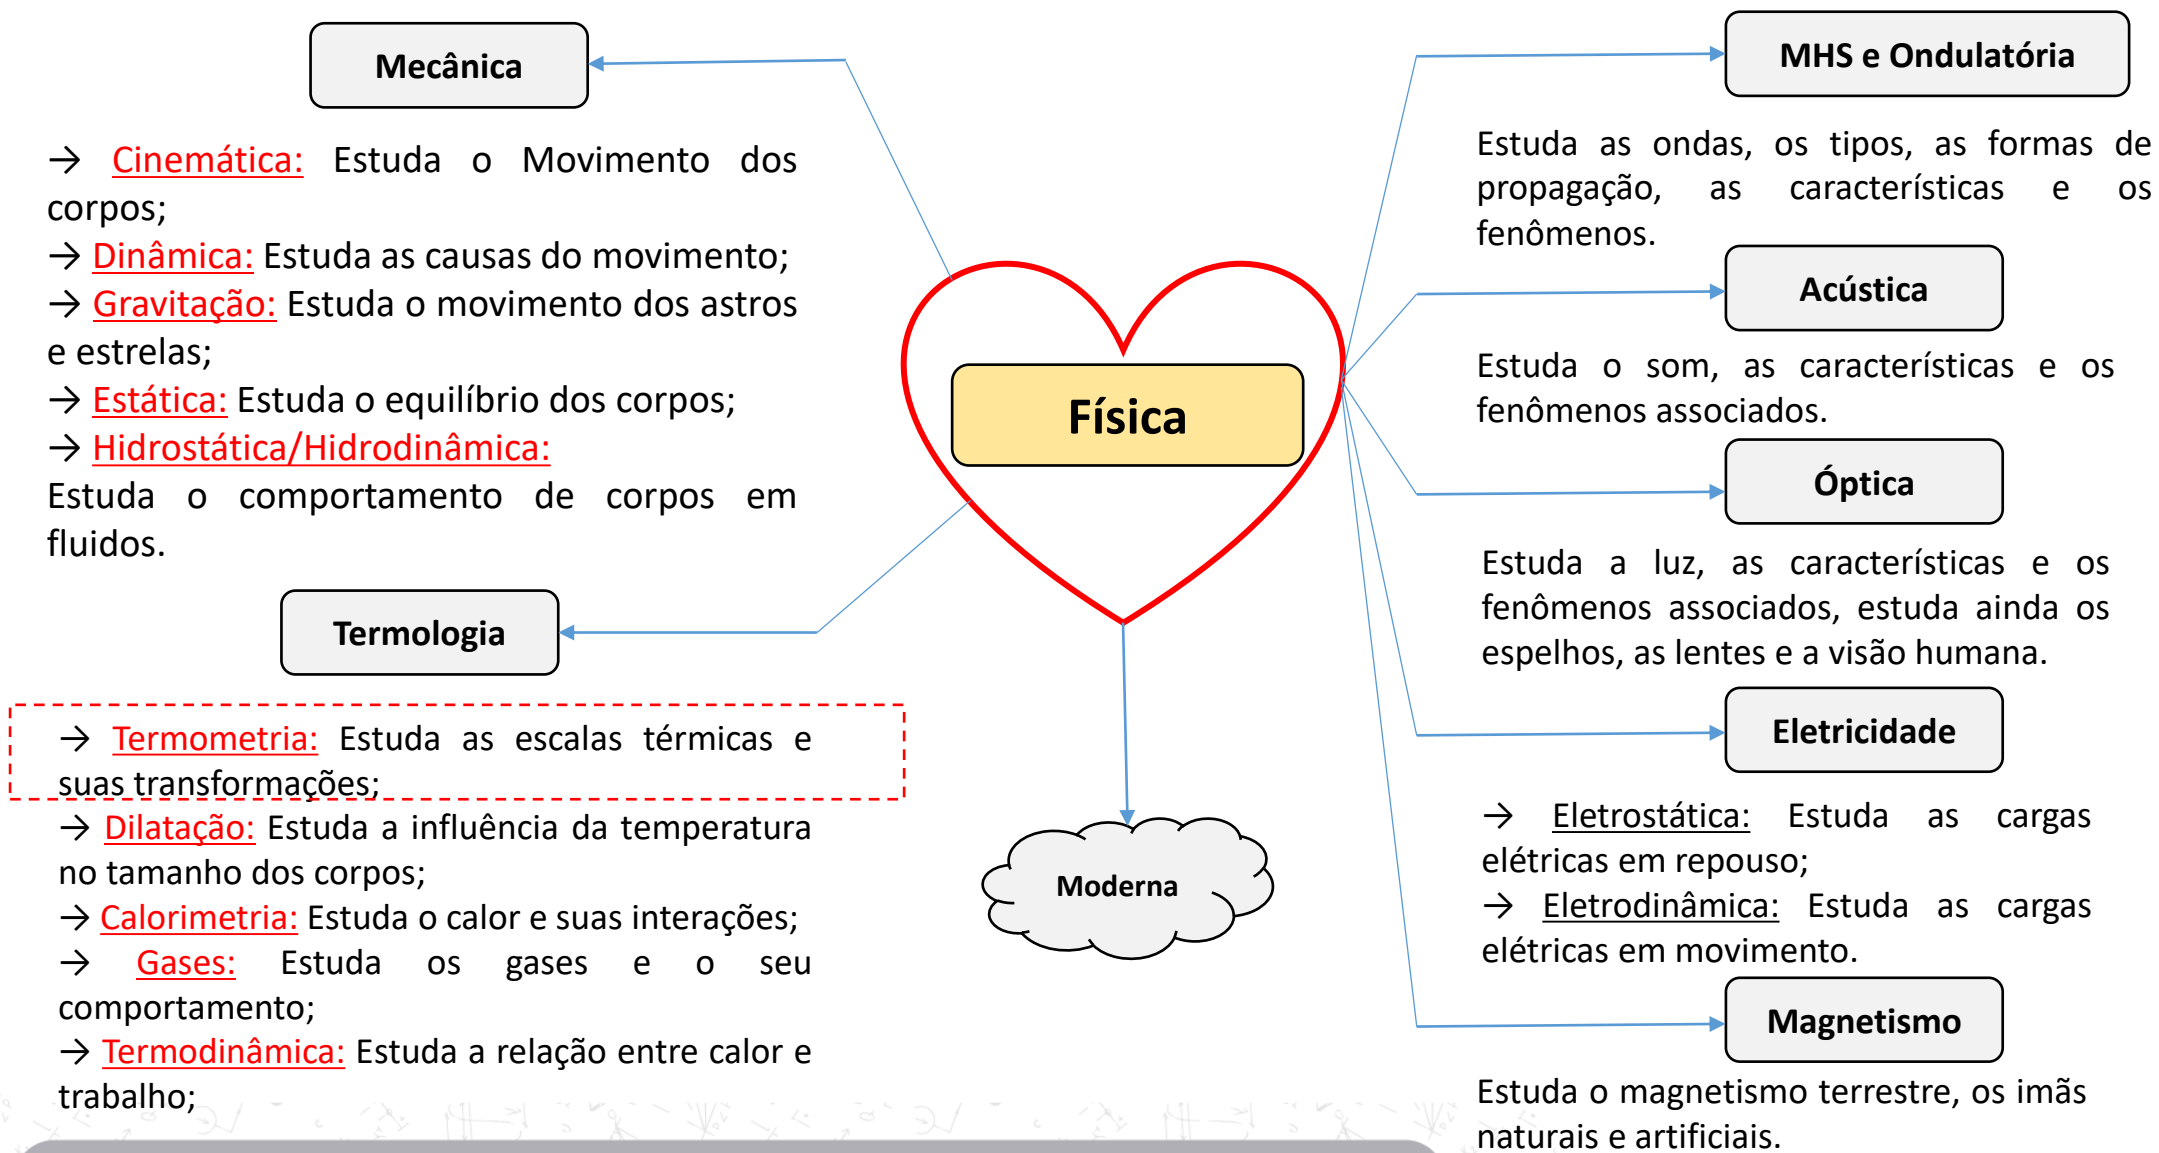 Mecânica
→ Cinemática: Estuda o Movimento dos
corpos;
→ Dinâmica: Estuda as causas do movimento;
→ Gravitação: Estuda o movimento dos astros
e estrelas;
→ Estática: Estuda o equilíbrio dos corpos;
→ Hidrostática/Hidrodinâmica:
Estuda o comportamento de corpos em
fluidos.
Termologia
→ Termometria: Estuda as escalas térmicas e
suas transformações;
→ Dilatação: Estuda a influência da temperatura
no tamanho dos corpos;
→ Calorimetria: Estuda o calor e suas interações;
→ Gases: Estuda os gases e o seu
comportamento;
→ Termodinâmica: Estuda a relação entre calor e
trabalho;
Física
Moderna
MHS e Ondulatória
Estuda as ondas, os tipos, as formas de
propagação, as características e os
fenômenos.
Acústica
Estuda o som, as características e os
fenômenos associados.
Óptica
Estuda a luz, as características e os
fenômenos associados, estuda ainda os
espelhos, as lentes e a visão humana.
Eletricidade
→ Eletrostática: Estuda as cargas
elétricas em repouso;
→ Eletrodinâmica: Estuda as cargas
elétricas em movimento.
Magnetismo
Estuda o magnetismo terrestre, os imãs
naturais e artificiais.